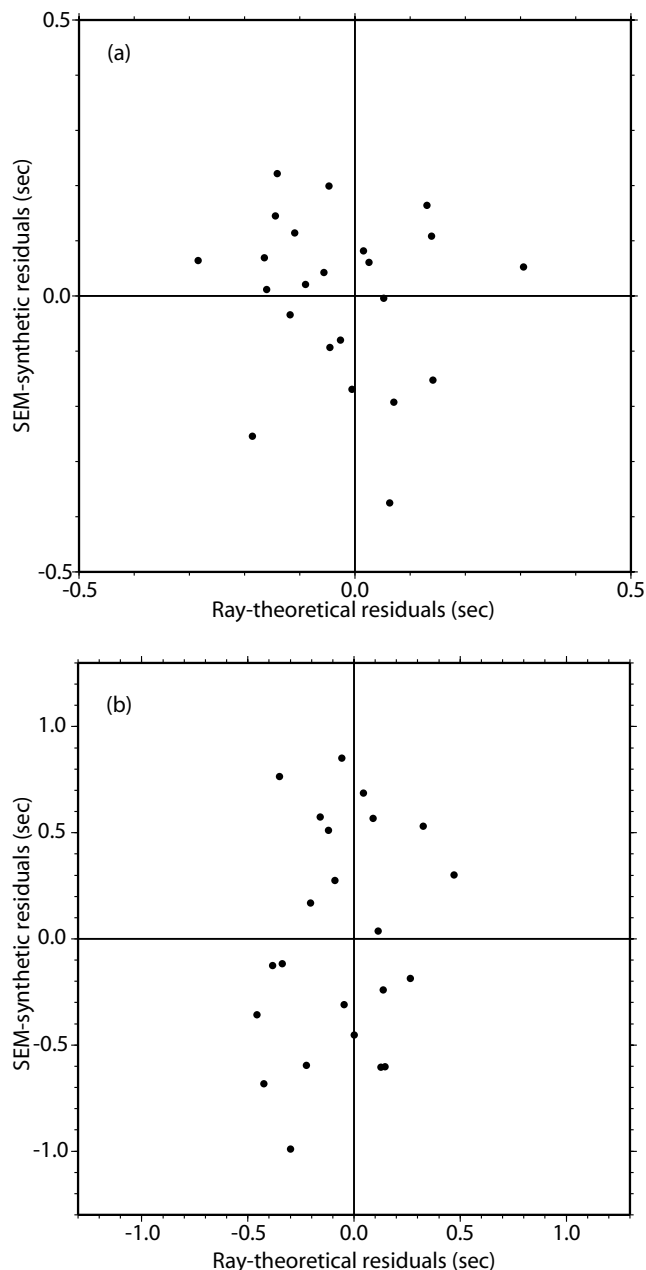 0.5
(a)
SEM-synthetic residuals (sec)
0.0
-0.5
-0.5 0.0 0.5
Ray-theoretical residuals (sec)
(b)
1.0
0.5
SEM-synthetic residuals (sec)
0.0
-0.5
-1.0
-1.0 -0.5 0.0 0.5 1.0
Ray-theoretical residuals (sec)